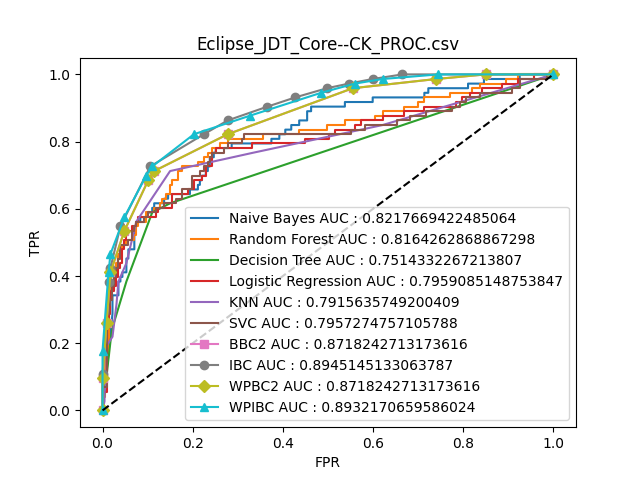 Eclipse_JDT_Core--CK_PROC.csv
TPR
1.0
0.8
0.6
0.4
0.2
0.0
Naive Bayes AUC : 0.8217669422485064
Random Forest AUC : 0.8164262868867298
Decision Tree AUC : 0.7514332267213807
Logistic Regression AUC : 0.7959085148753847
KNN AUC : 0.7915635749200409
SVC AUC : 0.7957274757105788
BBC2 AUC : 0.8718242713173616
IBC AUC : 0.8945145133063787
WPBC2 AUC : 0.8718242713173616
WPIBC AUC : 0.8932170659586024
0.0 0.2 0.4 0.6 0.8 1.0
FPR